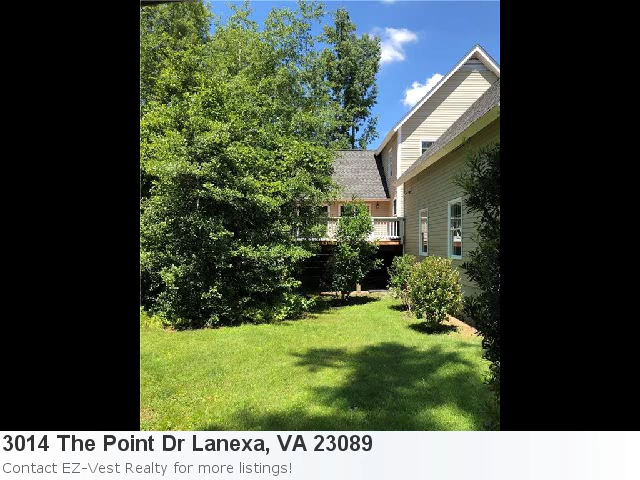 3014 The Point Dr Lanexa, VA 23089
Contact EZ-Vest Realty for more listings!